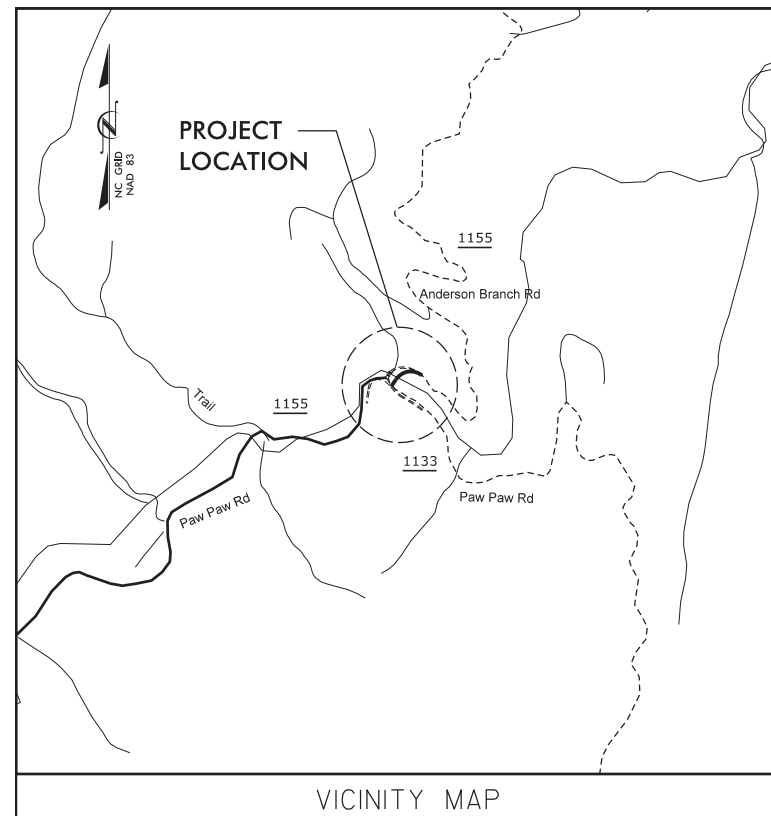 NC GRID
NAD 83
PROJECT
LOCATION
1155
Anderson Branch Rd
Trail
1155
1133
Paw Paw Rd
Paw Paw Rd
VICINITY MAP